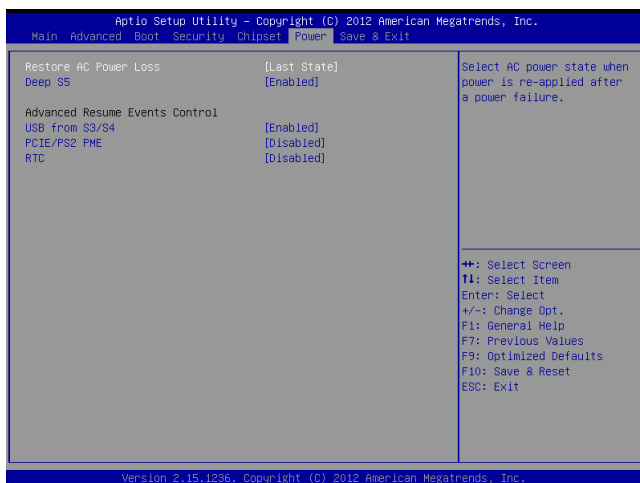 Aptio Setup Utility – Copyright (C) 2012 American Megatrends, Inc.
Main Advanced Boot Security Chipset Power Save & Exit
Restore AC Power Loss [Last State]
Deep S5 [Enabled]
Advanced Resume Events Control
USB from S3/S4 [Enabled]
PCIE/PS2 PME [Disabled]
RTC [Disabled]
Select AC power state when
power is re-applied after
a power failure.
→←: Select Screen
↑↓: Select Item
Enter: Select
+/-: Change Opt.
F1: General Help
F7: Previous Values
F9: Optimized Defaults
F10: Save & Reset
ESC: Exit
Version 2.15.1236. Copyright (C) 2012 American Megatrends, Inc.